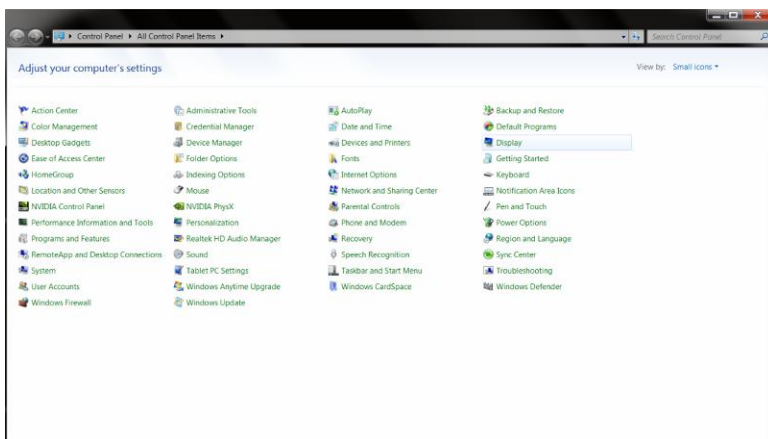 Control Panel ▸ All Control Panel Items ▸ Search Control Panel
Adjust your computer's settings View by: Small icons
Action Center Administrative Tools AutoPlay Backup and Restore
Color Management Credential Manager Date and Time Default Programs
Desktop Gadgets Device Manager Devices and Printers Display
Ease of Access Center Folder Options Fonts Getting Started
HomeGroup Indexing Options Internet Options Keyboard
Location and Other Sensors Mouse Network and Sharing Center Notification Area Icons
NVIDIA Control Panel NVIDIA PhysX Parental Controls Pen and Touch
Performance Information and Tools Personalization Phone and Modem Power Options
Programs and Features Realtek HD Audio Manager Recovery Region and Language
RemoteApp and Desktop Connections Sound Speech Recognition Sync Center
System Tablet PC Settings Taskbar and Start Menu Troubleshooting
User Accounts Windows Anytime Upgrade Windows CardSpace Windows Defender
Windows Firewall Windows Update